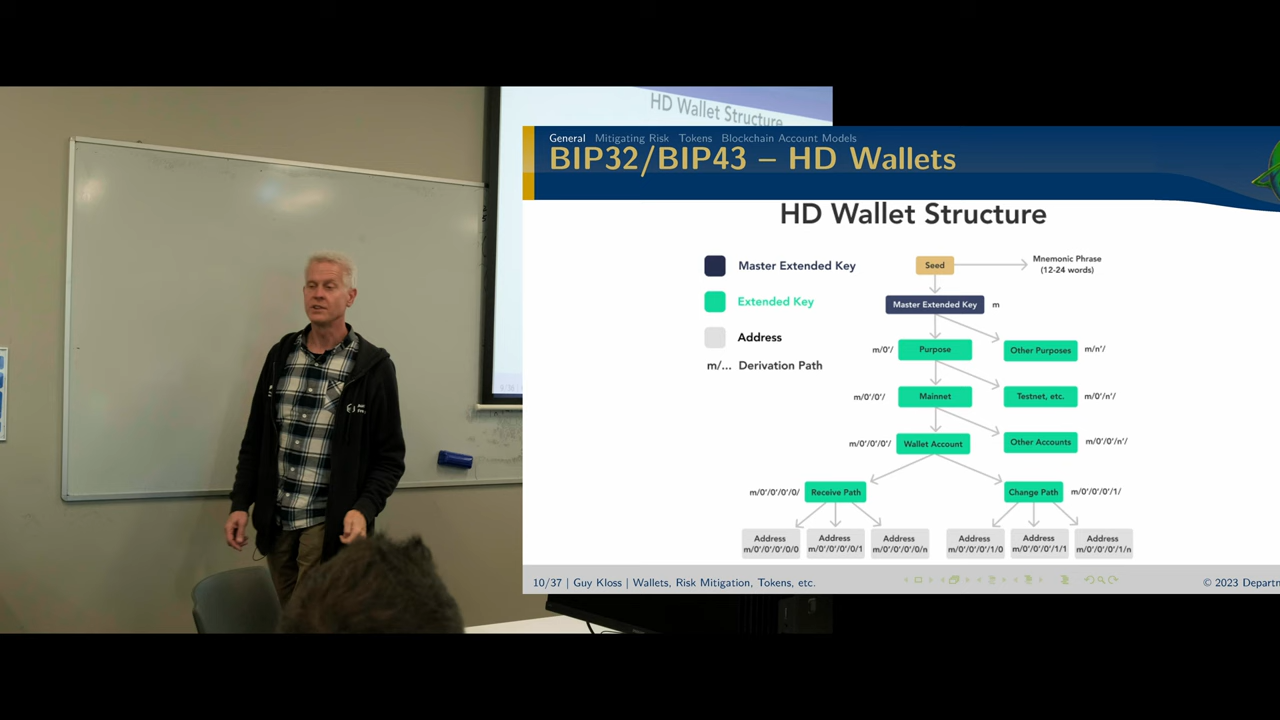 HD Wallet Structure
General Mitigating Risk Tokens Blockchain Account Models
BIP32/BIP43 – HD Wallets
HD Wallet Structure
Master Extended Key
Extended Key
Address
m/... Derivation Path
Seed
Mnemonic Phrase
(12-24 words)
Master Extended Key m
m/0'/ Purpose Other Purposes m/n'/
m/0'/0'/ Mainnet Testnet, etc. m/0'/n'/
m/0'/0'/0'/ Wallet Account Other Accounts m/0'/0'/n'/
m/0'/0'/0'/0/ Receive Path Change Path m/0'/0'/0'/1/
Address Address Address Address Address Address
m/0'/0'/0'/0/0 m/0'/0'/0'/0/1 m/0'/0'/0'/0/n m/0'/0'/0'/1/0 m/0'/0'/0'/1/1 m/0'/0'/0'/1/n
10/37 | Guy Kloss | Wallets, Risk Mitigation, Tokens, etc. © 2023 Departm